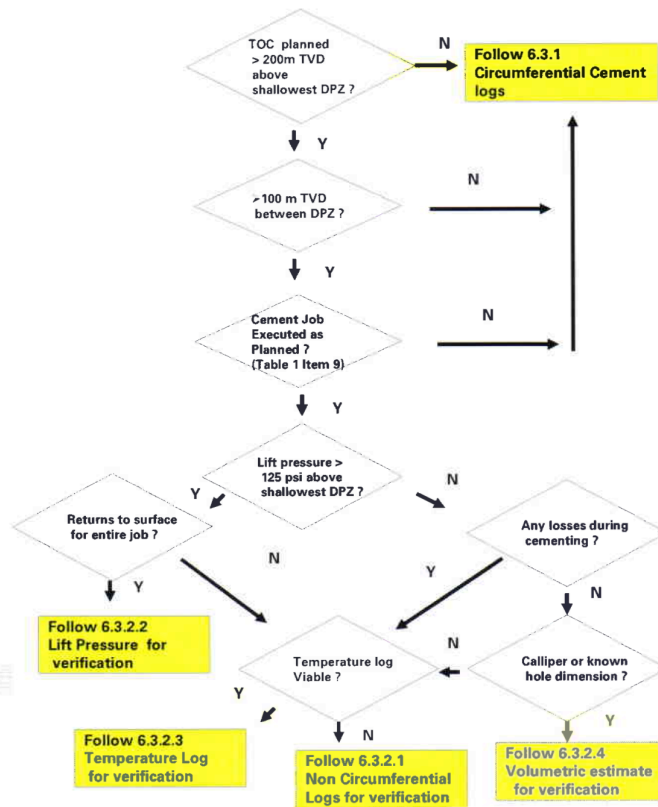 TOC planned
> 200m TVD
above
shallowest DPZ ?
N
Follow 6.3.1
Circumferential Cement
logs
Y
>100 m TVD
between DPZ ?
N
Y
Cement Job
Executed as
Planned ?
(Table 1 Item 9)
N
Y
Lift pressure >
125 psi above
shallowest DPZ ?
Y
N
Returns to surface
for entire job ?
Any losses during
cementing ?
N
Y
Y
N
Follow 6.3.2.2
Lift Pressure for
verification
Temperature log
Viable ?
N
Calliper or known
hole dimension ?
Y
N
Y
Follow 6.3.2.3
Temperature Log
for verification
Follow 6.3.2.1
Non Circumferential
Logs for verification
Follow 6.3.2.4
Volumetric estimate
for verification